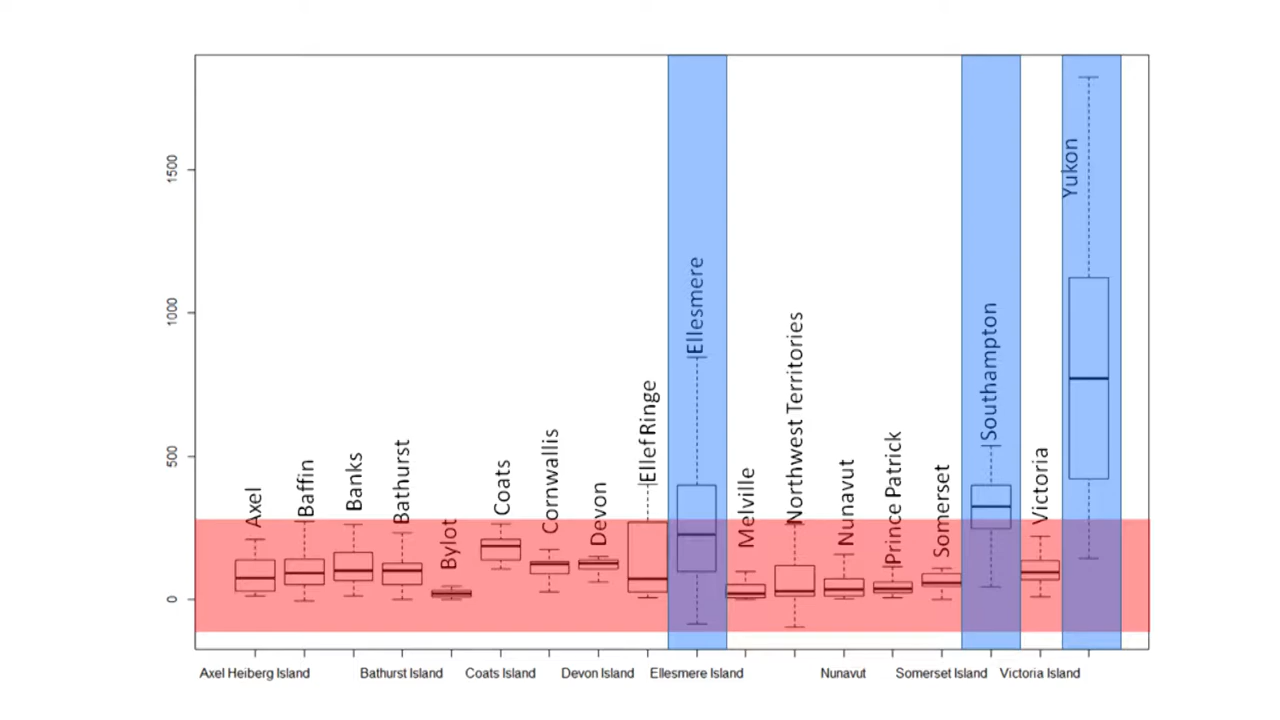 1500
1000
500
0
Axel
Baffin
Banks
Bathurst
Bylot
Coats
Cornwallis
Devon
Ellef Ringe
Ellesmere
Melville
Northwest Territories
Nunavut
Prince Patrick
Somerset
Southampton
Victoria
Yukon
Axel Heiberg Island
Bathurst Island
Coats Island
Devon Island
Ellesmere Island
Nunavut
Somerset Island
Victoria Island